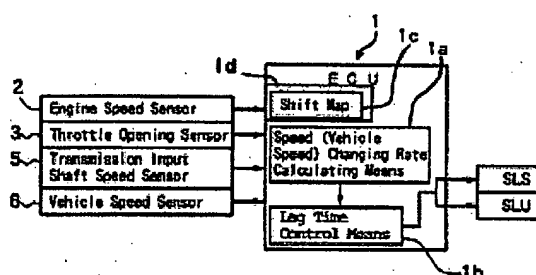 1
1d
ECU
1c
1a
2
Engine Speed Sensor
Shift Map
3
Throttle Opening Sensor
5
Transmission Input
Shaft Speed Sensor
Speed (Vehicle
Speed) Changing Rate
Calculating Means
6
Vehicle Speed Sensor
SLS
SLU
Lag Time
Control Means
1b